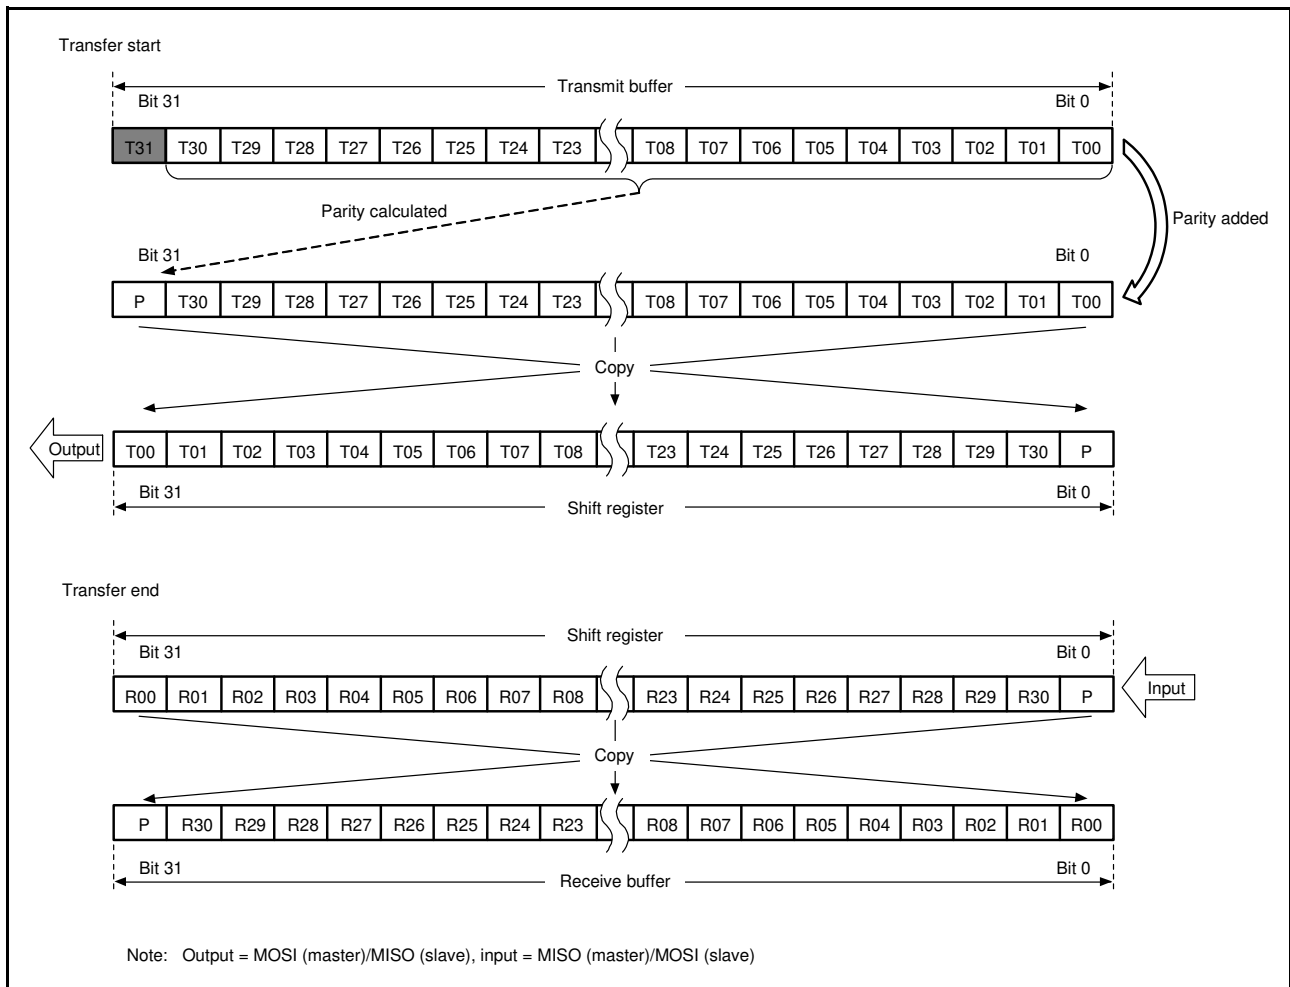 Transfer start
Transmit buffer
Bit 31 Bit 0
T31 T30 T29 T28 T27 T26 T25 T24 T23 T08 T07 T06 T05 T04 T03 T02 T01 T00
Parity calculated
Parity added
Bit 31 Bit 0
P T30 T29 T28 T27 T26 T25 T24 T23 T08 T07 T06 T05 T04 T03 T02 T01 T00
Copy
Output
T00 T01 T02 T03 T04 T05 T06 T07 T08 T23 T24 T25 T26 T27 T28 T29 T30 P
Bit 31 Bit 0
Shift register
Transfer end
Shift register
Bit 31 Bit 0
R00 R01 R02 R03 R04 R05 R06 R07 R08 R23 R24 R25 R26 R27 R28 R29 R30 P
Input
Copy
P R30 R29 R28 R27 R26 R25 R24 R23 R08 R07 R06 R05 R04 R03 R02 R01 R00
Bit 31 Bit 0
Receive buffer
Note: Output = MOSI (master)/MISO (slave), input = MISO (master)/MOSI (slave)